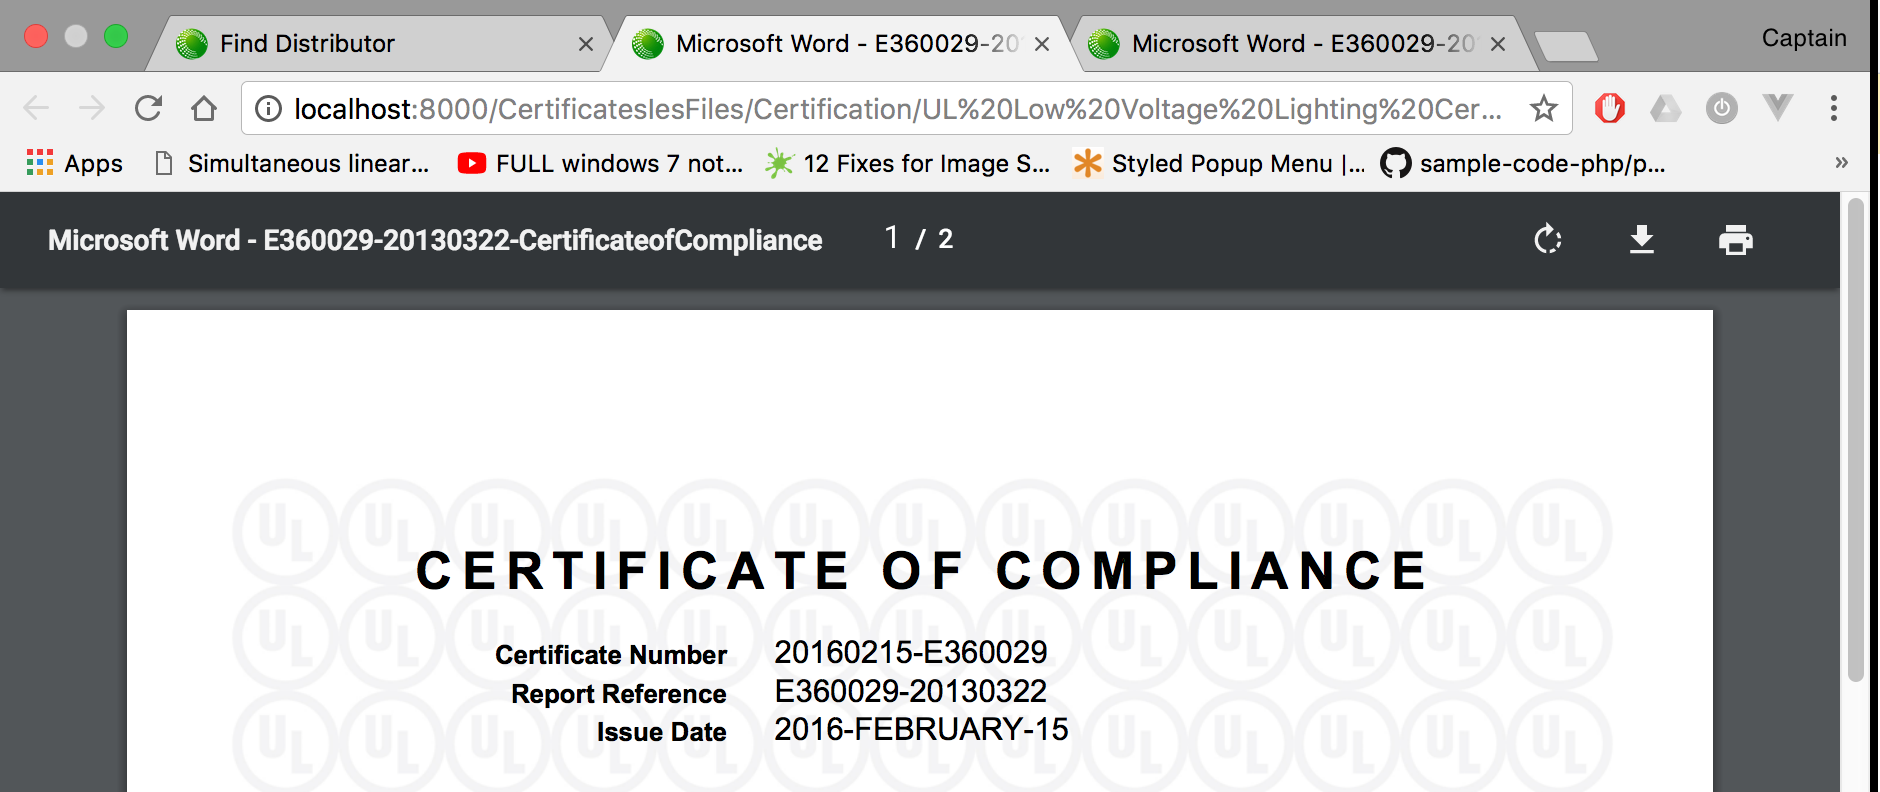 Find Distributor
Microsoft Word - E360029-20
Microsoft Word - E360029-20
Captain
localhost:8000/CertificatesIesFiles/Certification/UL%20Low%20Voltage%20Lighting%20Cer...
Apps
Simultaneous linear...
FULL windows 7 not...
12 Fixes for Image S...
Styled Popup Menu |...
sample-code-php/p...
»
Microsoft Word - E360029-20130322-CertificateofCompliance
1 / 2
CERTIFICATE OF COMPLIANCE
Certificate Number 20160215-E360029
Report Reference E360029-20130322
Issue Date 2016-FEBRUARY-15